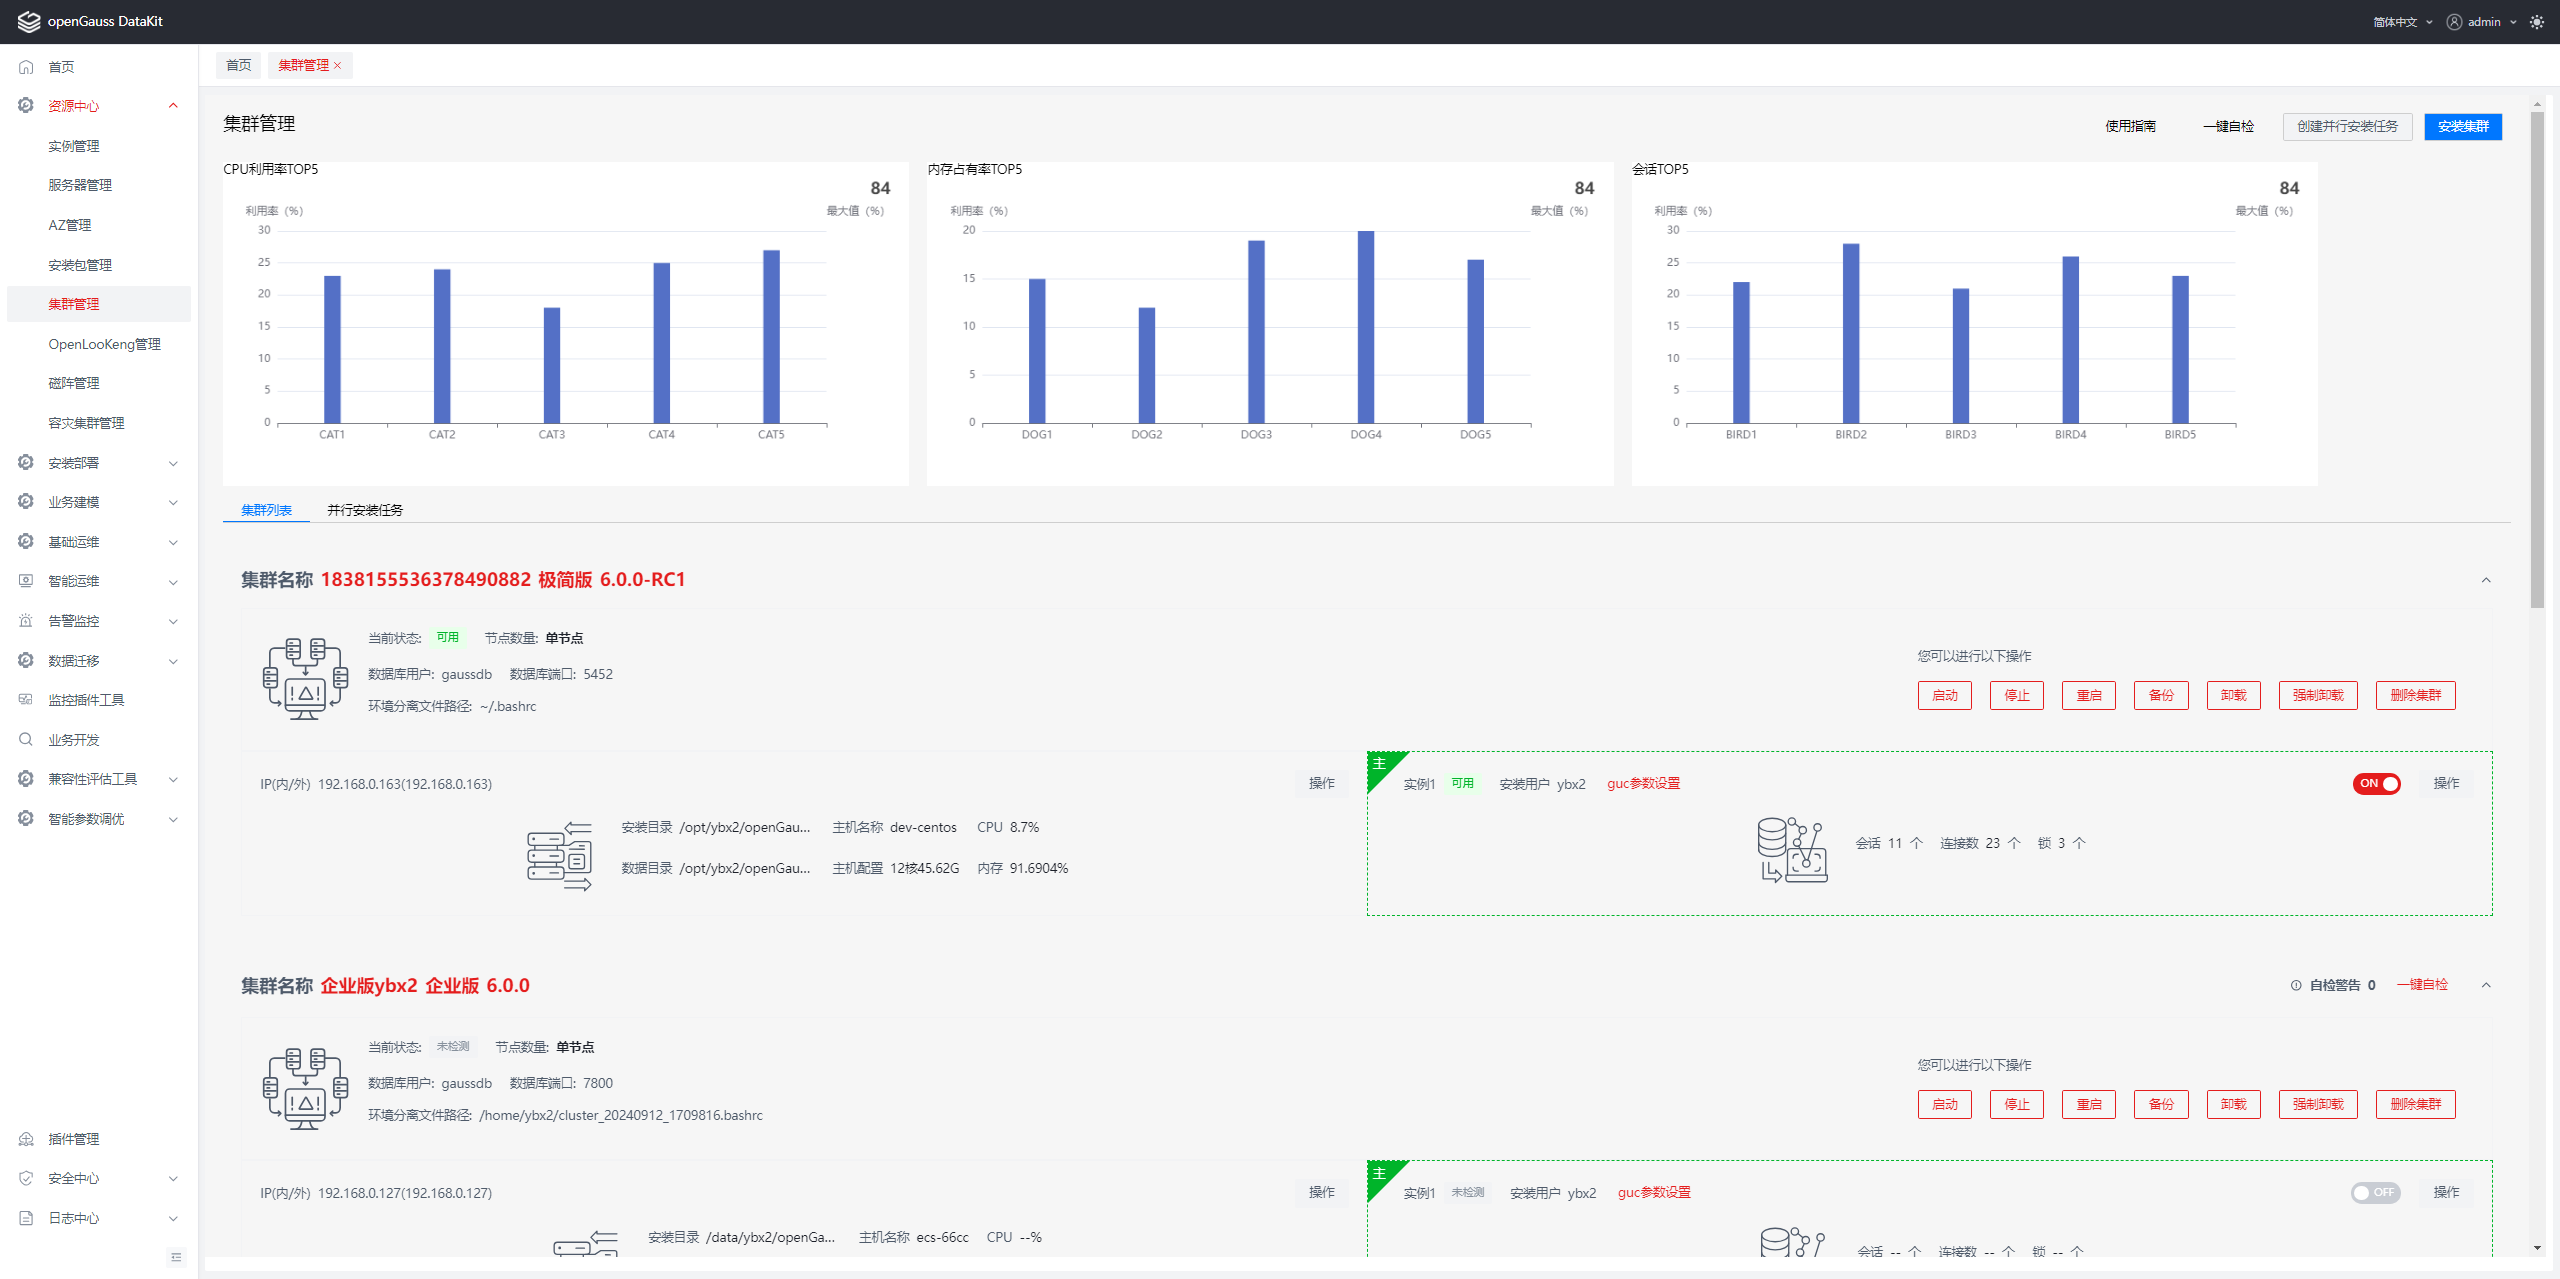 openGauss DataKit
简体中文 admin
首页
资源中心
实例管理
服务器管理
AZ管理
安装包管理
集群管理
OpenLooKeng管理
磁阵管理
容灾集群管理
安装部署
业务建模
基础运维
智能运维
告警监控
数据迁移
监控插件工具
业务开发
兼容性评估工具
智能参数调优
插件管理
安全中心
日志中心
首页 集群管理 ×
集群管理
使用指南 一键自检 创建并行安装任务 安装集群
CPU利用率TOP5
84
利用率（%） 最大值（%）
30
25
20
15
10
5
0
CAT1 CAT2 CAT3 CAT4 CAT5
内存占有率TOP5
84
利用率（%） 最大值（%）
20
15
10
5
0
DOG1 DOG2 DOG3 DOG4 DOG5
会话TOP5
84
利用率（%） 最大值（%）
30
25
20
15
10
5
0
BIRD1 BIRD2 BIRD3 BIRD4 BIRD5
集群列表 并行安装任务
集群名称 1838155536378490882 极简版 6.0.0-RC1
当前状态: 可用 节点数量: 单节点
数据库用户: gaussdb 数据库端口: 5452
环境分离文件路径: ~/.bashrc
您可以进行以下操作
启动 停止 重启 备份 卸载 强制卸载 删除集群
IP(内/外) 192.168.0.163(192.168.0.163) 操作
安装目录 /opt/ybx2/openGau... 主机名称 dev-centos CPU 8.7%
数据目录 /opt/ybx2/openGau... 主机配置 12核45.62G 内存 91.6904%
主 实例1 可用 安装用户 ybx2 guc参数设置 ON 操作
会话 11 个 连接数 23 个 锁 3 个
集群名称 企业版ybx2 企业版 6.0.0
自检警告 0 一键自检
当前状态: 未检测 节点数量: 单节点
数据库用户: gaussdb 数据库端口: 7800
环境分离文件路径: /home/ybx2/cluster_20240912_1709816.bashrc
您可以进行以下操作
启动 停止 重启 备份 卸载 强制卸载 删除集群
IP(内/外) 192.168.0.127(192.168.0.127) 操作
安装目录 /data/ybx2/openGa... 主机名称 ecs-66cc CPU --%
主 实例1 未检测 安装用户 ybx2 guc参数设置 OFF 操作
会话 -- 个 连接数 -- 个 锁 -- 个